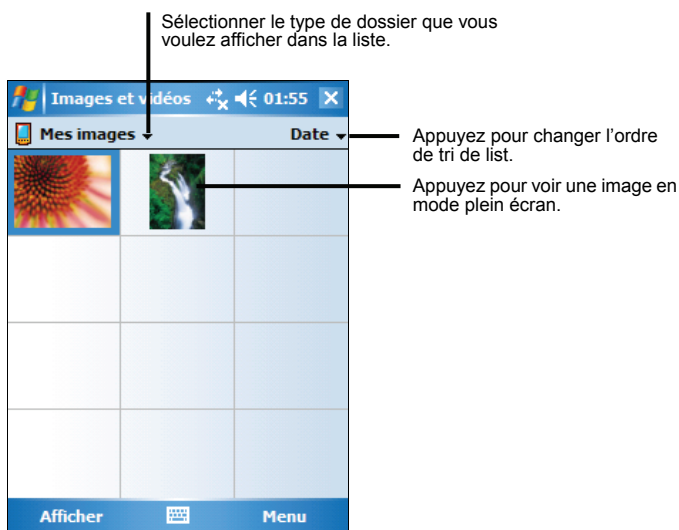 Sélectionner le type de dossier que vous
voulez afficher dans la liste.
Images et vidéos 01:55
Mes images Date
Appuyez pour changer l’ordre
de tri de list.
Appuyez pour voir une image en
mode plein écran.
Afficher Menu